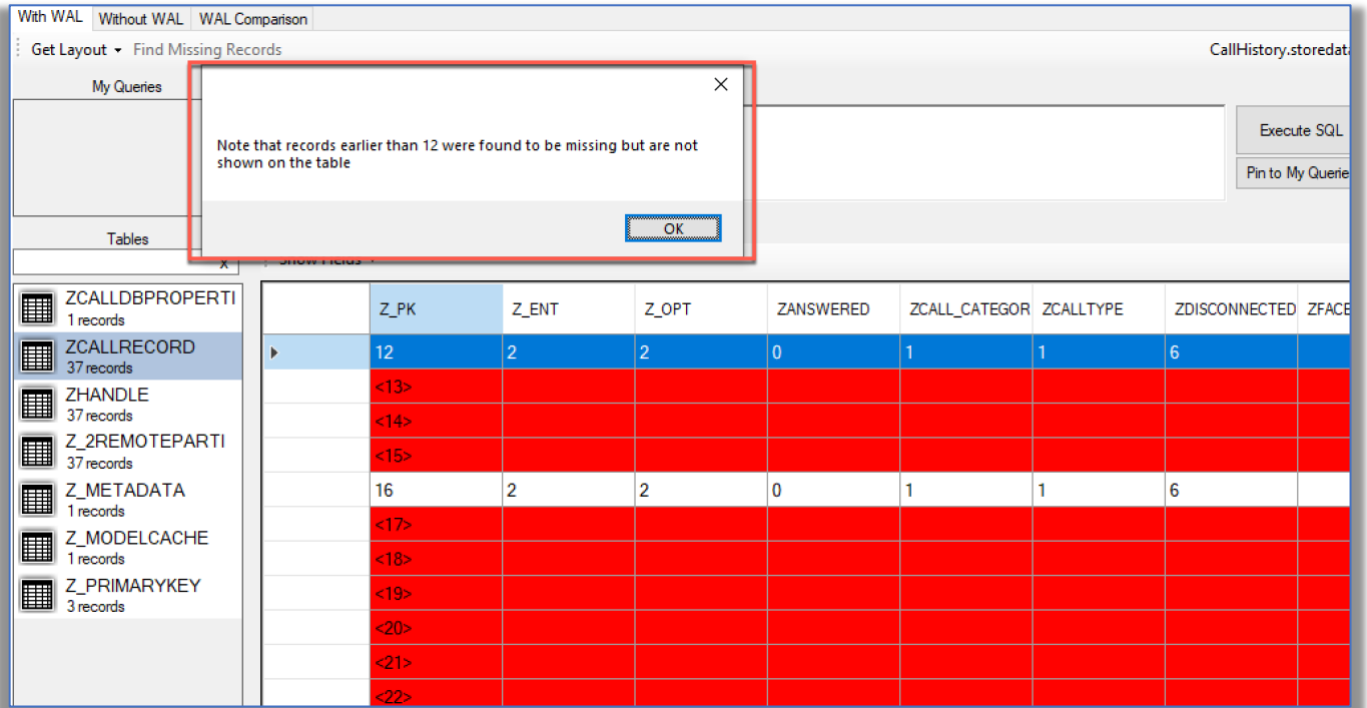 With WAL Without WAL WAL Comparison
Get Layout Find Missing Records CallHistory.storedata
My Queries
Note that records earlier than 12 were found to be missing but are not
shown on the table
OK
Execute SQL
Pin to My Querie
Tables
x
Show Fields
ZCALLDBPROPERTI
1 records
ZCALLRECORD
37 records
ZHANDLE
37 records
Z_2REMOTEPARTI
37 records
Z_METADATA
1 records
Z_MODELCACHE
1 records
Z_PRIMARYKEY
3 records
Z_PK Z_ENT Z_OPT ZANSWERED ZCALL_CATEGOR ZCALLTYPE ZDISCONNECTED ZFACE
12 2 2 0 1 1 6
<13>
<14>
<15>
16 2 2 0 1 1 6
<17>
<18>
<19>
<20>
<21>
<22>